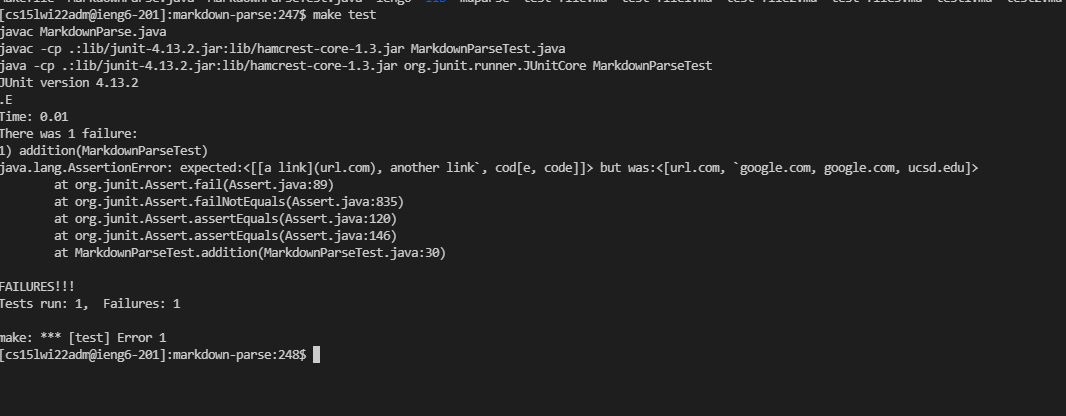 [cs15lwi22adm@ieng6-201]:markdown-parse:247$ make test
javac MarkdownParse.java
javac -cp .:lib/junit-4.13.2.jar:lib/hamcrest-core-1.3.jar MarkdownParseTest.java
java -cp .:lib/junit-4.13.2.jar:lib/hamcrest-core-1.3.jar org.junit.runner.JUnitCore MarkdownParseTest
JUnit version 4.13.2
.E
Time: 0.01
There was 1 failure:
1) addition(MarkdownParseTest)
java.lang.AssertionError: expected:<[[a link](url.com), another link`, cod[e, code]]> but was:<[url.com, `google.com, google.com, ucsd.edu]>
        at org.junit.Assert.fail(Assert.java:89)
        at org.junit.Assert.failNotEquals(Assert.java:835)
        at org.junit.Assert.assertEquals(Assert.java:120)
        at org.junit.Assert.assertEquals(Assert.java:146)
        at MarkdownParseTest.addition(MarkdownParseTest.java:30)
FAILURES!!!
Tests run: 1,  Failures: 1
make: *** [test] Error 1
[cs15lwi22adm@ieng6-201]:markdown-parse:248$